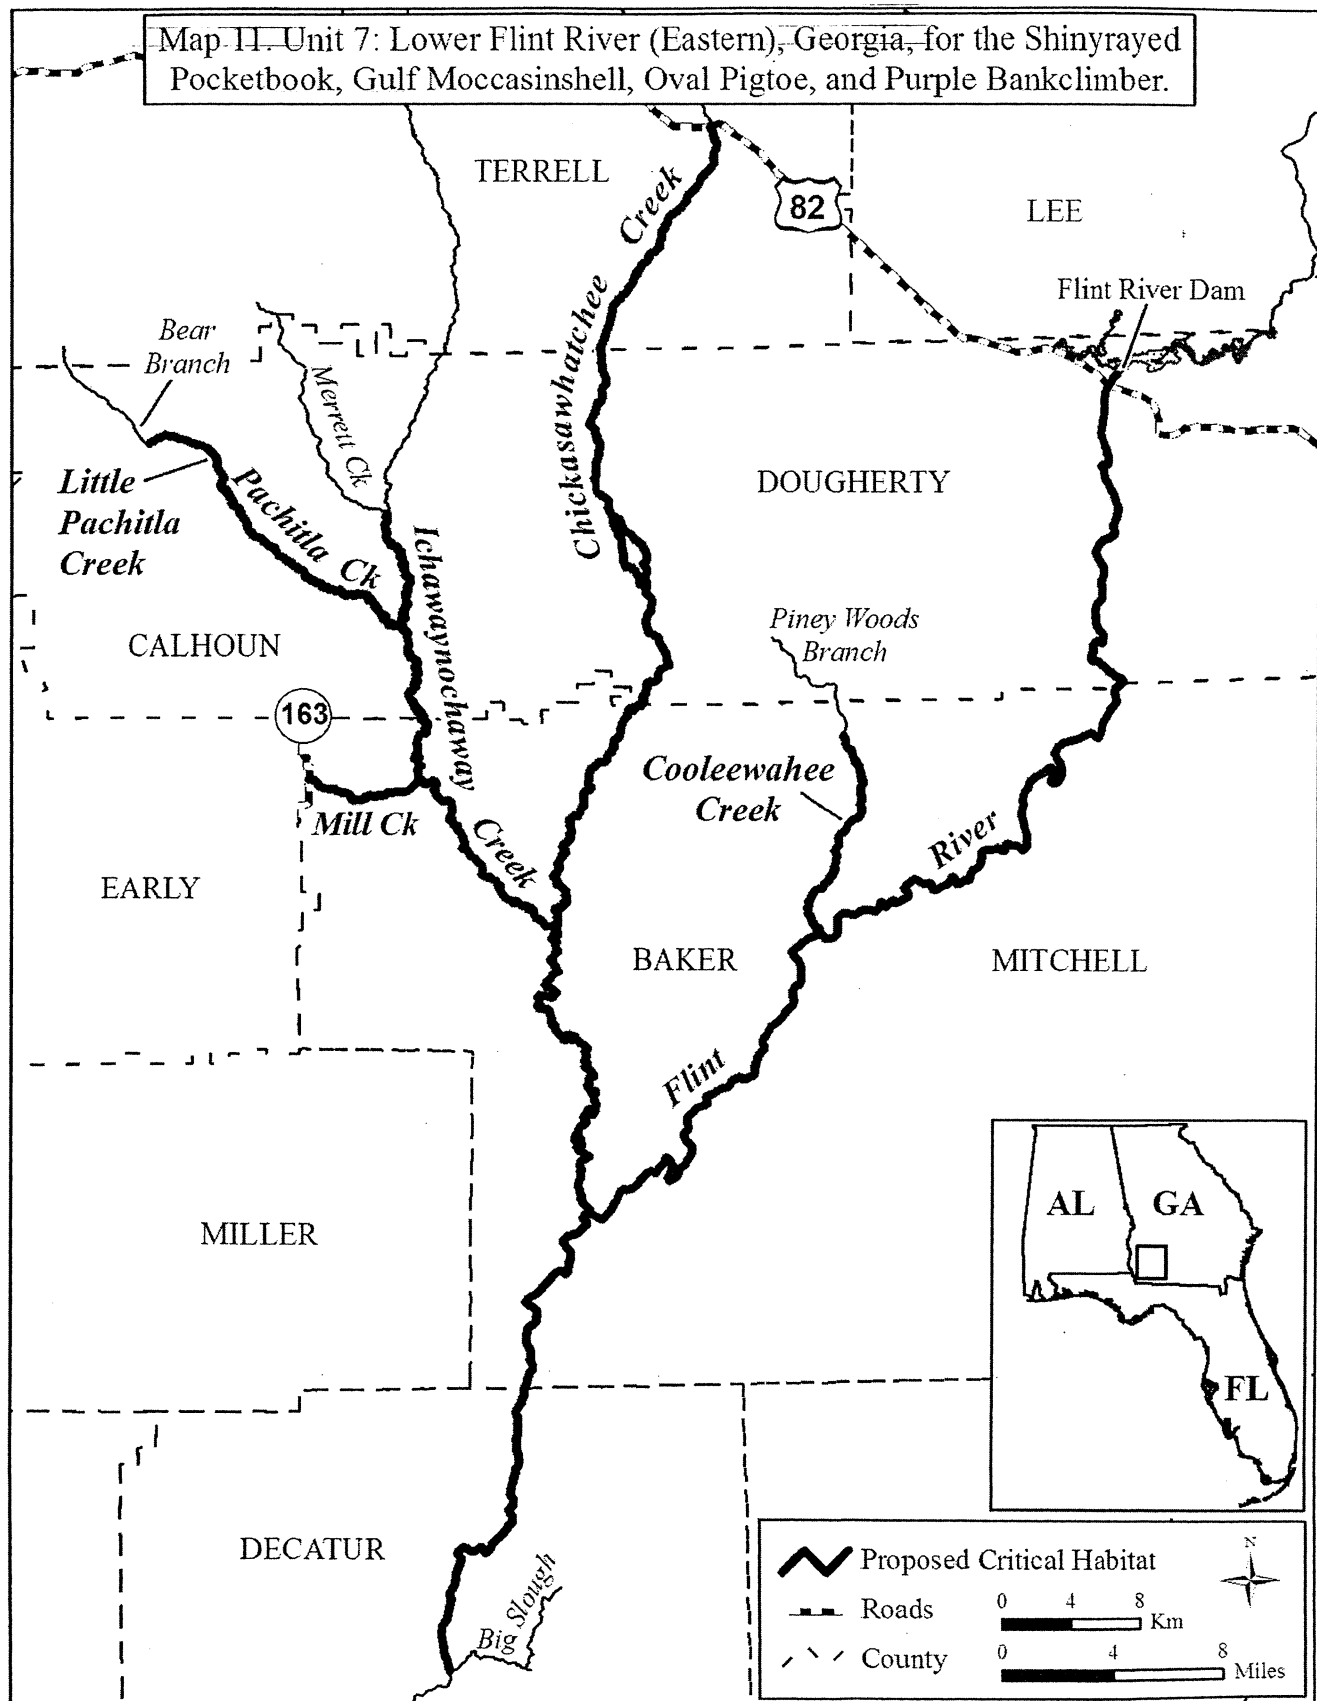 Map 11. Unit 7: Lower Flint River (Eastern), Georgia, for the Shinyrayed
Pocketbook, Gulf Moccasinshell, Oval Pigtoe, and Purple Bankclimber.
TERRELL
Creek
82
LEE
Flint River Dam
Bear
Branch
Merrett Ck
Chickasawhatchee
Little
Pachitla
Creek
Pachitla Ck
DOUGHERTY
Ichawaynochaway
Piney Woods
Branch
CALHOUN
163
Cooleewahee
Creek
Mill Ck
Creek
River
EARLY
BAKER
MITCHELL
Flint
AL
GA
MILLER
FL
DECATUR
Big Slough
Proposed Critical Habitat
N
Roads
0 4 8
Km
County
0 4 8
Miles